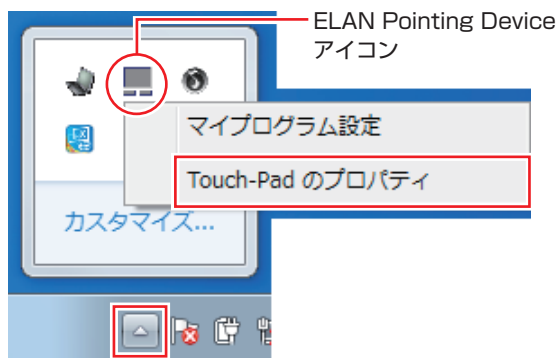 ELAN Pointing Device
アイコン
マイプログラム設定
Touch-Pad のプロパティ
カスタマイズ...